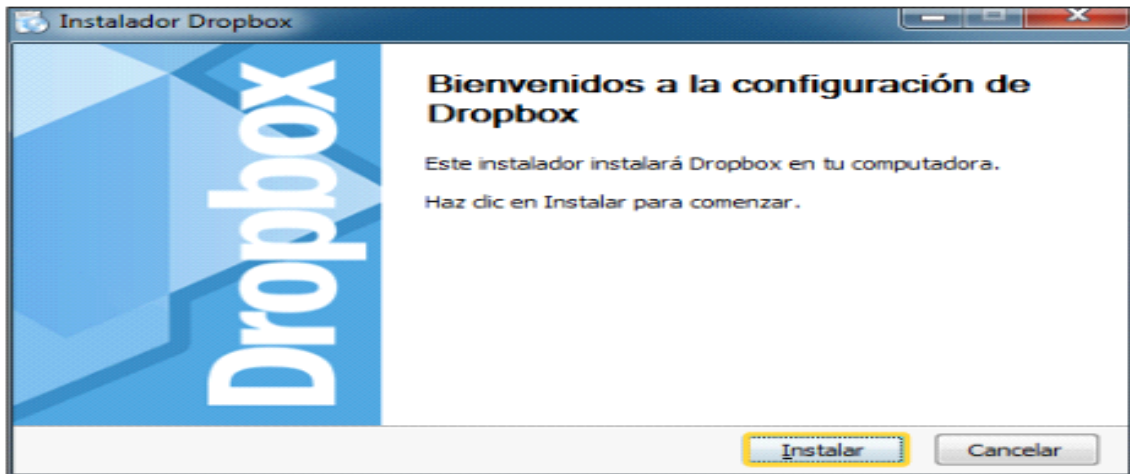 Instalador Dropbox
Dropbox
Bienvenidos a la configuración de
Dropbox
Este instalador instalará Dropbox en tu computadora.
Haz clic en Instalar para comenzar.
Instalar
Cancelar